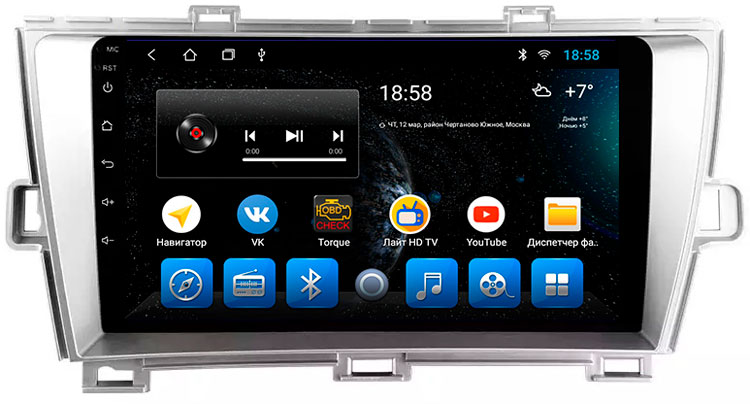 MIC
18:58
RST
18:58
+7°
ЧТ, 12 мар, район Чертаново Южное, Москва
Днём +8°
Ночью +5°
0:00
0:00
OBD
CHECK
Навигатор
VK
Torque
Лайт HD TV
YouTube
Диспетчер фа..